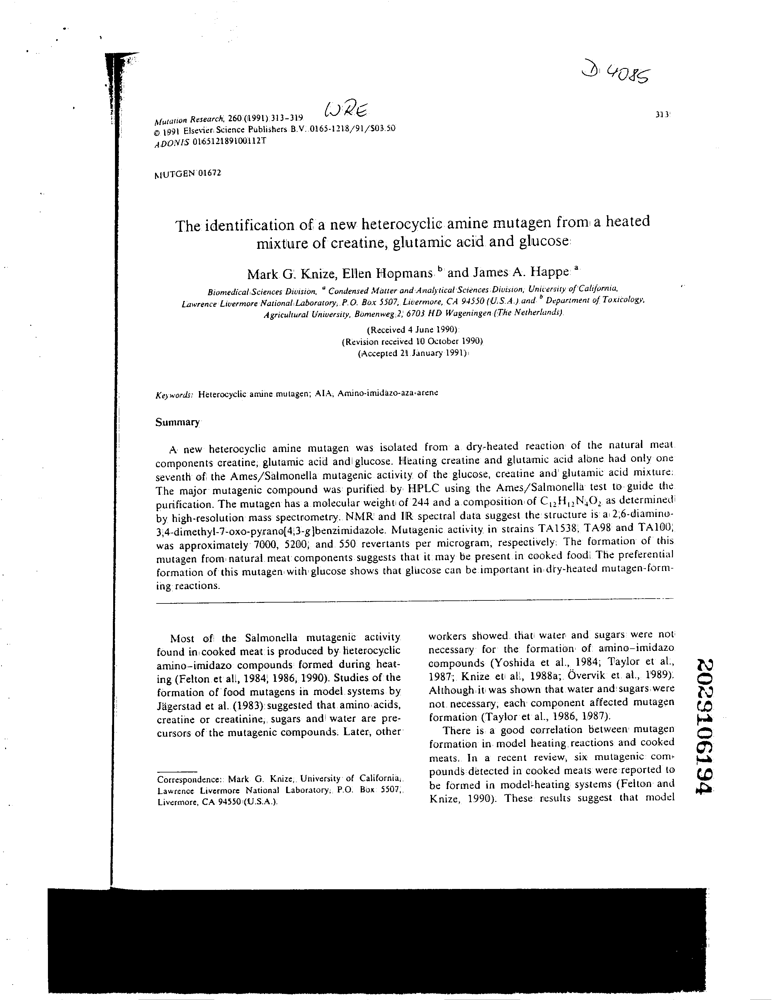 D 4085
WRE
Mutation Research, 260 (1991) 313-319
313
© 1991 Elsevier Science Publishers B.V. 0165-1218/91/$03.50
ADONIS 016512189100112T
MUTGEN 01672
The identification of a new heterocyclic amine mutagen from a heated
mixture of creatine, glutamic acid and glucose
Mark G. Knize, Ellen Hopmans b and James A. Happe a
Biomedical Sciences Division, a Condensed Matter and Analytical Sciences Division, University of California,
Lawrence Livermore National Laboratory, P.O. Box 5507, Livermore, CA 94550 (U.S.A.) and b Department of Toxicology,
Agricultural University, Bomenweg 2, 6703 HD Wageningen (The Netherlands)
(Received 4 June 1990)
(Revision received 10 October 1990)
(Accepted 21 January 1991)
Keywords: Heterocyclic amine mutagen; AIA, Amino-imidazo-aza-arene
Summary
A new heterocyclic amine mutagen was isolated from a dry-heated reaction of the natural meat
components creatine, glutamic acid and glucose. Heating creatine and glutamic acid alone had only one
seventh of the Ames/Salmonella mutagenic activity of the glucose, creatine and glutamic acid mixture.
The major mutagenic compound was purified by HPLC using the Ames/Salmonella test to guide the
purification. The mutagen has a molecular weight of 244 and a composition of C12H12N4O2 as determined
by high-resolution mass spectrometry. NMR and IR spectral data suggest the structure is a 2,6-diamino-
3,4-dimethyl-7-oxo-pyrano[4,3-g]benzimidazole. Mutagenic activity in strains TA1538, TA98 and TA100,
was approximately 7000, 5200, and 550 revertants per microgram, respectively. The formation of this
mutagen from natural meat components suggests that it may be present in cooked food. The preferential
formation of this mutagen with glucose shows that glucose can be important in dry-heated mutagen-form-
ing reactions.
Most of the Salmonella mutagenic activity
found in cooked meat is produced by heterocyclic
amino-imidazo compounds formed during heat-
ing (Felton et al., 1984, 1986, 1990). Studies of the
formation of food mutagens in model systems by
Jägerstad et al. (1983) suggested that amino acids,
creatine or creatinine, sugars and water are pre-
cursors of the mutagenic compounds. Later, other
Correspondence: Mark G. Knize, University of California,
Lawrence Livermore National Laboratory, P.O. Box 5507,
Livermore, CA 94550 (U.S.A.).
workers showed that water and sugars were not
necessary for the formation of amino-imidazo
compounds (Yoshida et al., 1984; Taylor et al.,
1987; Knize et al., 1988a; Övervik et al., 1989).
Although it was shown that water and sugars were
not necessary, each component affected mutagen
formation (Taylor et al., 1986, 1987).
There is a good correlation between mutagen
formation in model heating reactions and cooked
meats. In a recent review, six mutagenic com-
pounds detected in cooked meats were reported to
be formed in model-heating systems (Felton and
Knize, 1990). These results suggest that model
2029106194